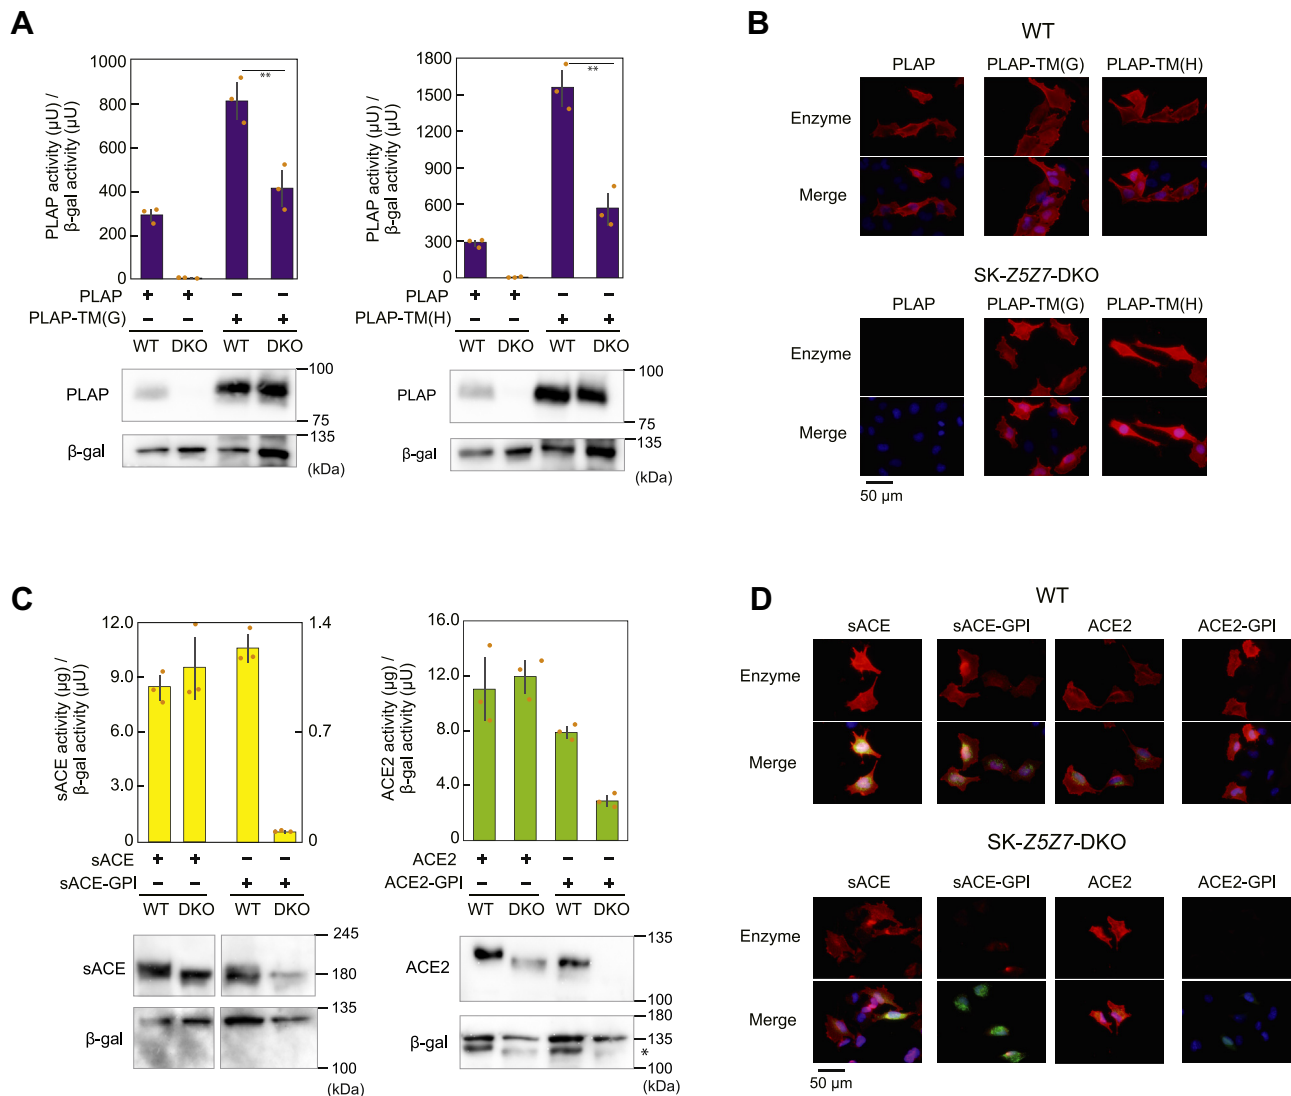 A
PLAP activity (μU) /
β-gal activity (μU)
1000
800
600
400
200
0
**
PLAP + + − −
PLAP-TM(G) − − + +
WT DKO WT DKO
PLAP
100
75
β-gal
135
(kDa)
PLAP activity (μU) /
β-gal activity (μU)
1800
1500
1200
900
600
300
0
**
PLAP + + − −
PLAP-TM(H) − − + +
WT DKO WT DKO
PLAP
100
75
β-gal
135
(kDa)
B
WT
PLAP PLAP-TM(G) PLAP-TM(H)
Enzyme
Merge
SK-Z5Z7-DKO
PLAP PLAP-TM(G) PLAP-TM(H)
Enzyme
Merge
50 μm
C
sACE activity (μg) /
β-gal activity (μU)
12.0
9.0
6.0
3.0
0
1.4
0.7
0
sACE + + − −
sACE-GPI − − + +
WT DKO WT DKO
sACE
245
180
β-gal
135
100
(kDa)
ACE2 activity (μg) /
β-gal activity (μU)
16.0
12.0
8.0
4.0
0
ACE2 + + − −
ACE2-GPI − − + +
WT DKO WT DKO
ACE2
135
100
β-gal
180
135
*
100
(kDa)
D
WT
sACE sACE-GPI ACE2 ACE2-GPI
Enzyme
Merge
SK-Z5Z7-DKO
sACE sACE-GPI ACE2 ACE2-GPI
Enzyme
Merge
50 μm